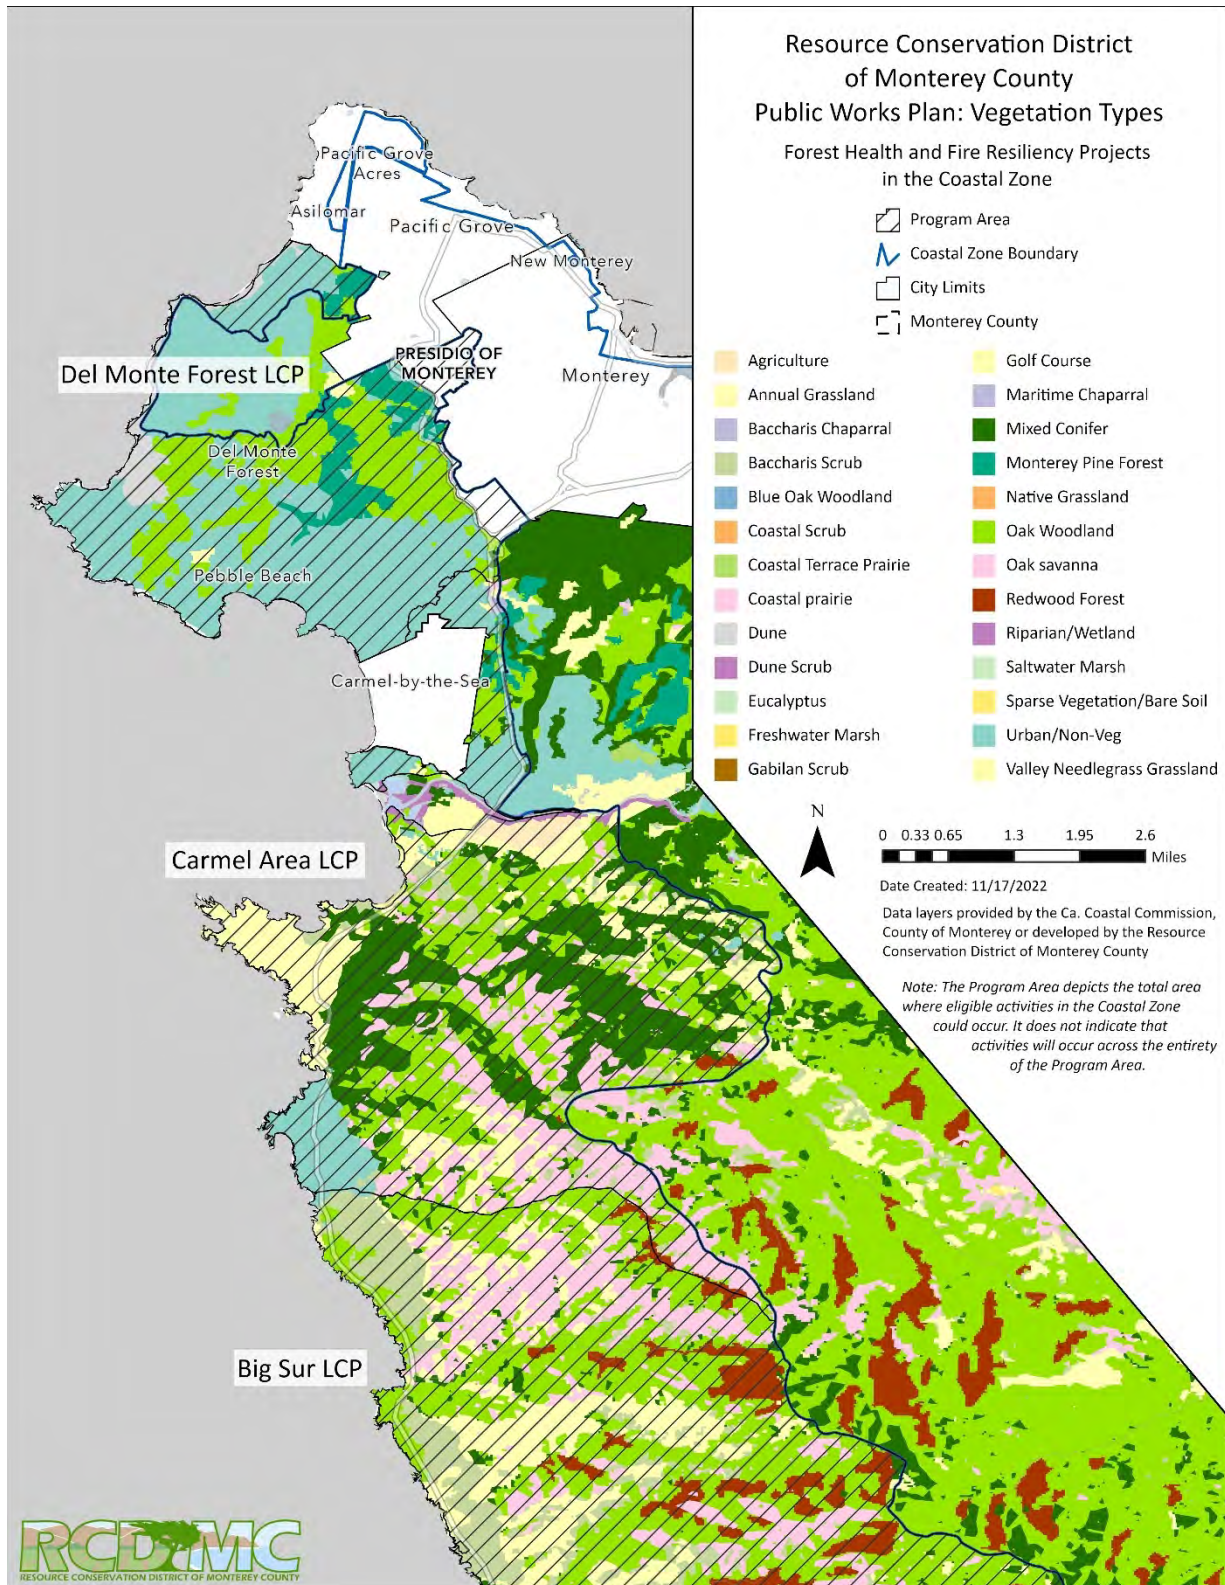 Resource Conservation District
of Monterey County
Public Works Plan: Vegetation Types
Forest Health and Fire Resiliency Projects
in the Coastal Zone
Program Area
Coastal Zone Boundary
City Limits
Monterey County
Agriculture
Annual Grassland
Baccharis Chaparral
Baccharis Scrub
Blue Oak Woodland
Coastal Scrub
Coastal Terrace Prairie
Coastal prairie
Dune
Dune Scrub
Eucalyptus
Freshwater Marsh
Gabilan Scrub
Golf Course
Maritime Chaparral
Mixed Conifer
Monterey Pine Forest
Native Grassland
Oak Woodland
Oak savanna
Redwood Forest
Riparian/Wetland
Saltwater Marsh
Sparse Vegetation/Bare Soil
Urban/Non-Veg
Valley Needlegrass Grassland
N
0 0.33 0.65 1.3 1.95 2.6
Miles
Date Created: 11/17/2022
Data layers provided by the Ca. Coastal Commission,
County of Monterey or developed by the Resource
Conservation District of Monterey County
Note: The Program Area depicts the total area
where eligible activities in the Coastal Zone
could occur. It does not indicate that
activities will occur across the entirety
of the Program Area.
Pacific Grove
Acres
Asilomar
Pacific Grove
New Monterey
PRESIDIO OF
MONTEREY
Monterey
Del Monte Forest LCP
Del Monte
Forest
Pebble Beach
Carmel-by-the-Sea
Carmel Area LCP
Big Sur LCP
RCDMC
RESOURCE CONSERVATION DISTRICT OF MONTEREY COUNTY